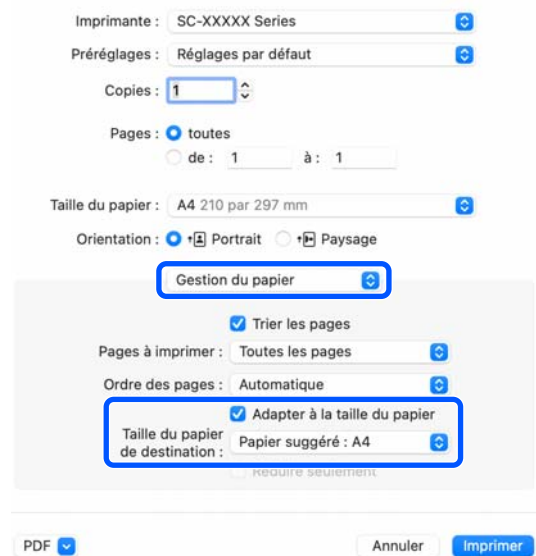 Imprimante : SC-XXXXX Series
Préréglages : Réglages par défaut
Copies : 1
Pages : toutes
de : 1 à : 1
Taille du papier : A4 210 par 297 mm
Orientation : Portrait Paysage
Gestion du papier
Trier les pages
Pages à imprimer : Toutes les pages
Ordre des pages : Automatique
Adapter à la taille du papier
Taille du papier de destination : Papier suggéré : A4
Réduire seulement
PDF Annuler Imprimer